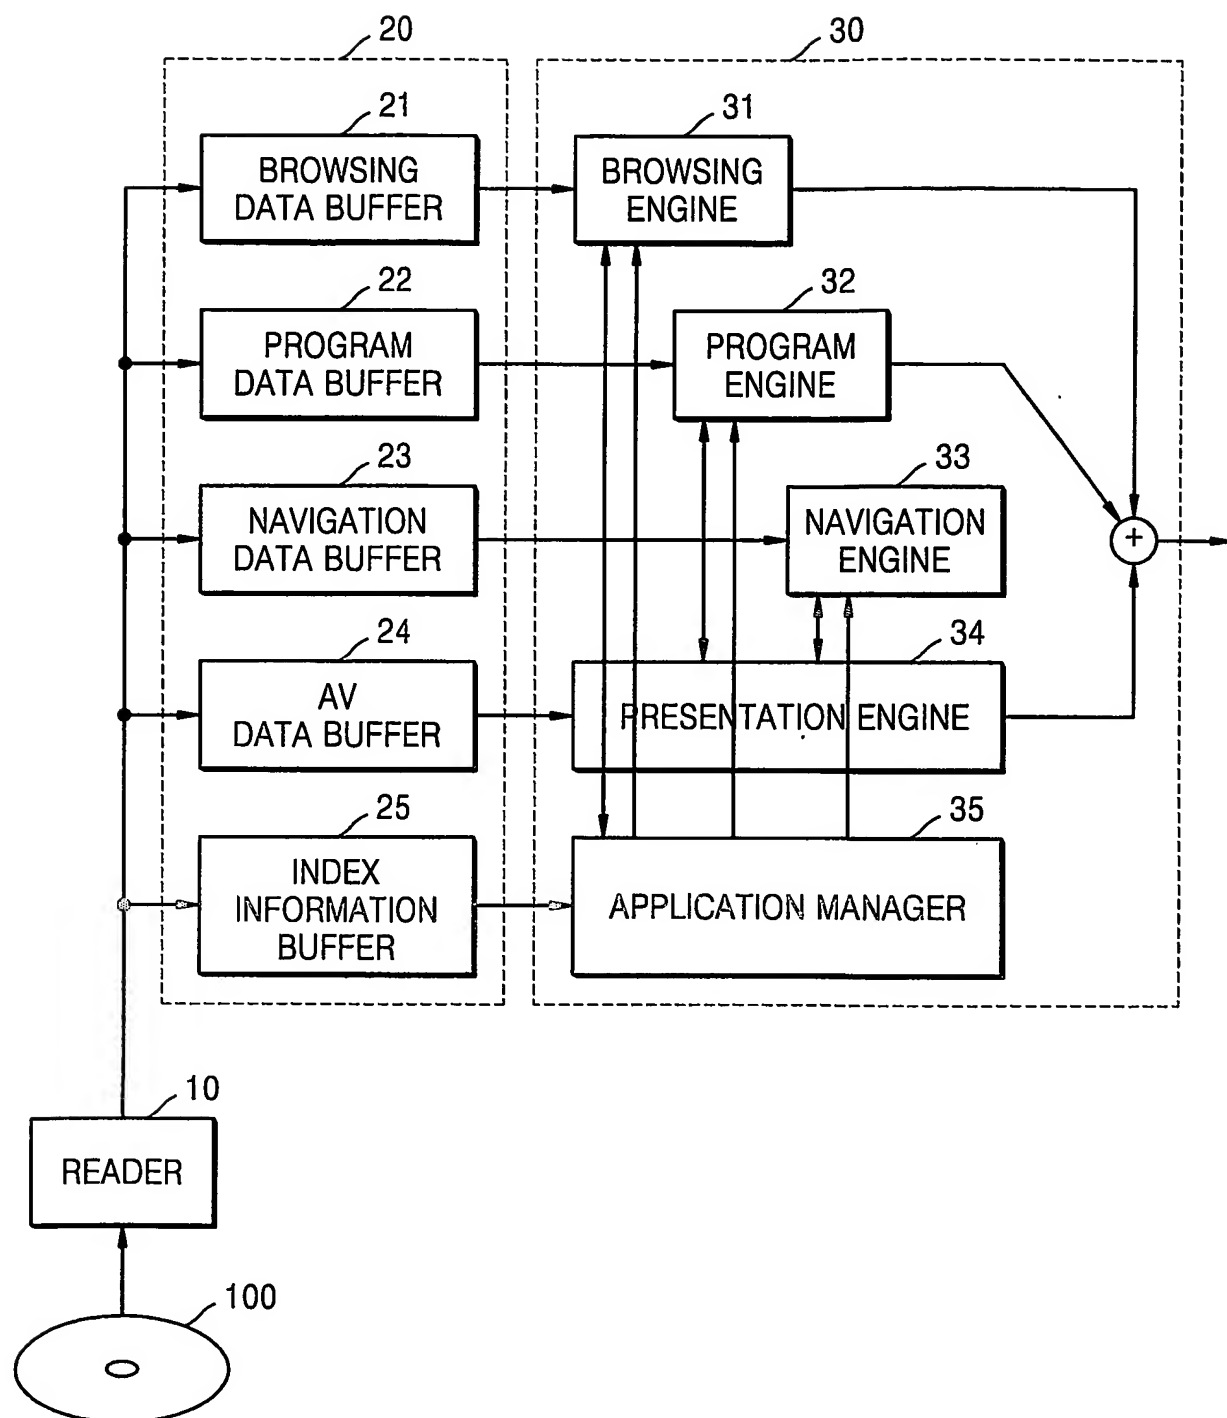 20
30
21
31
BROWSING
DATA BUFFER
BROWSING
ENGINE
22
32
PROGRAM
DATA BUFFER
PROGRAM
ENGINE
23
33
NAVIGATION
DATA BUFFER
NAVIGATION
ENGINE
+
24
34
AV
DATA BUFFER
PRESENTATION ENGINE
25
35
INDEX
INFORMATION
BUFFER
APPLICATION MANAGER
10
READER
100